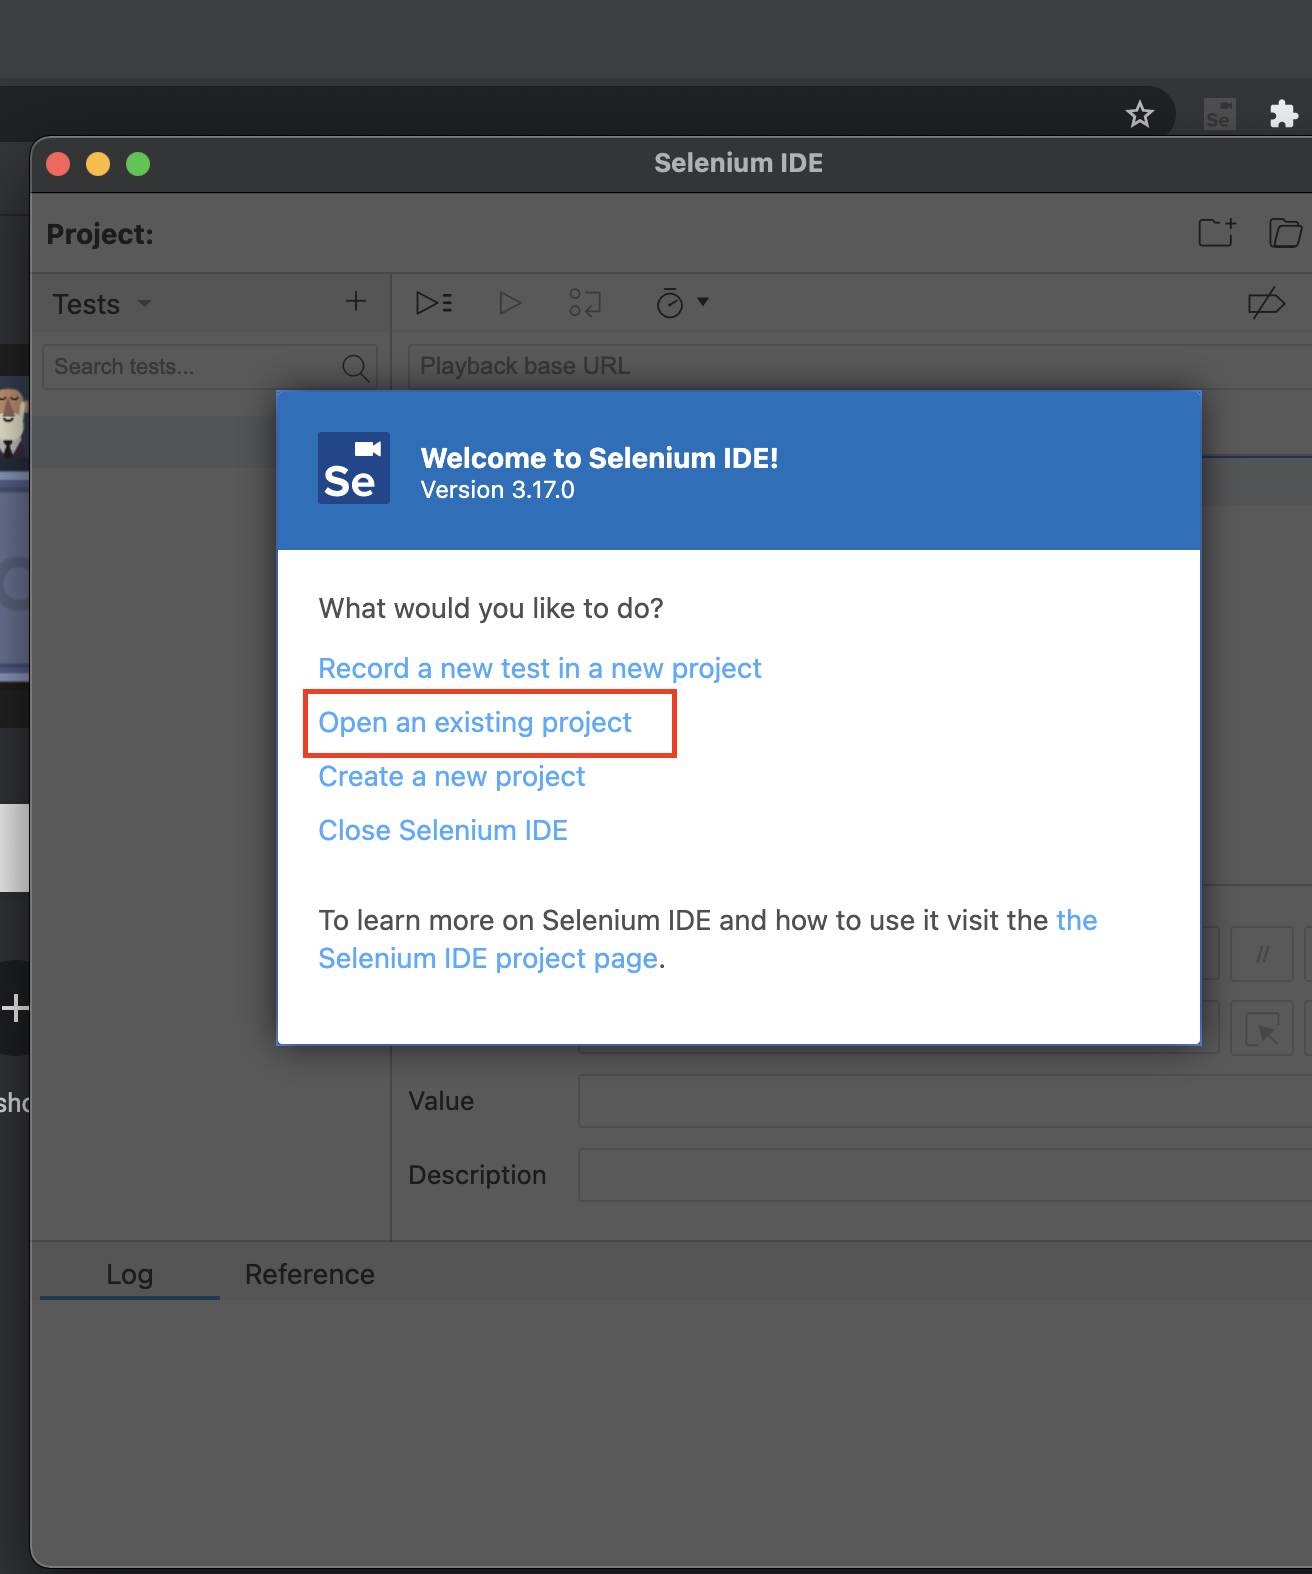 Se
Selenium IDE
Project:
Tests
Search tests...
Playback base URL
Se
Welcome to Selenium IDE!
Version 3.17.0
What would you like to do?
Record a new test in a new project
Open an existing project
Create a new project
Close Selenium IDE
To learn more on Selenium IDE and how to use it visit the the
Selenium IDE project page.
//
Value
sho
Description
Log
Reference